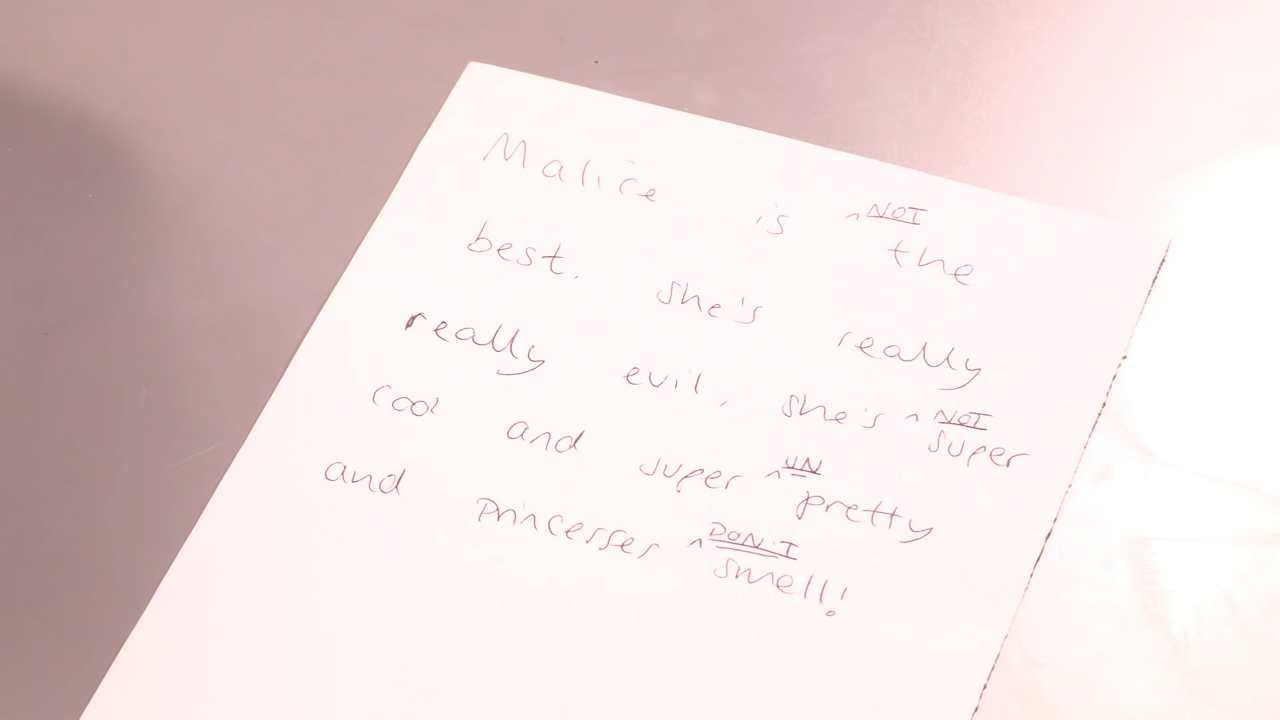 Malice is ^NOT the
best. she's really
really evil, she's ^NOT super
cool and super ^UN pretty
and Princesses ^DON'T smell!